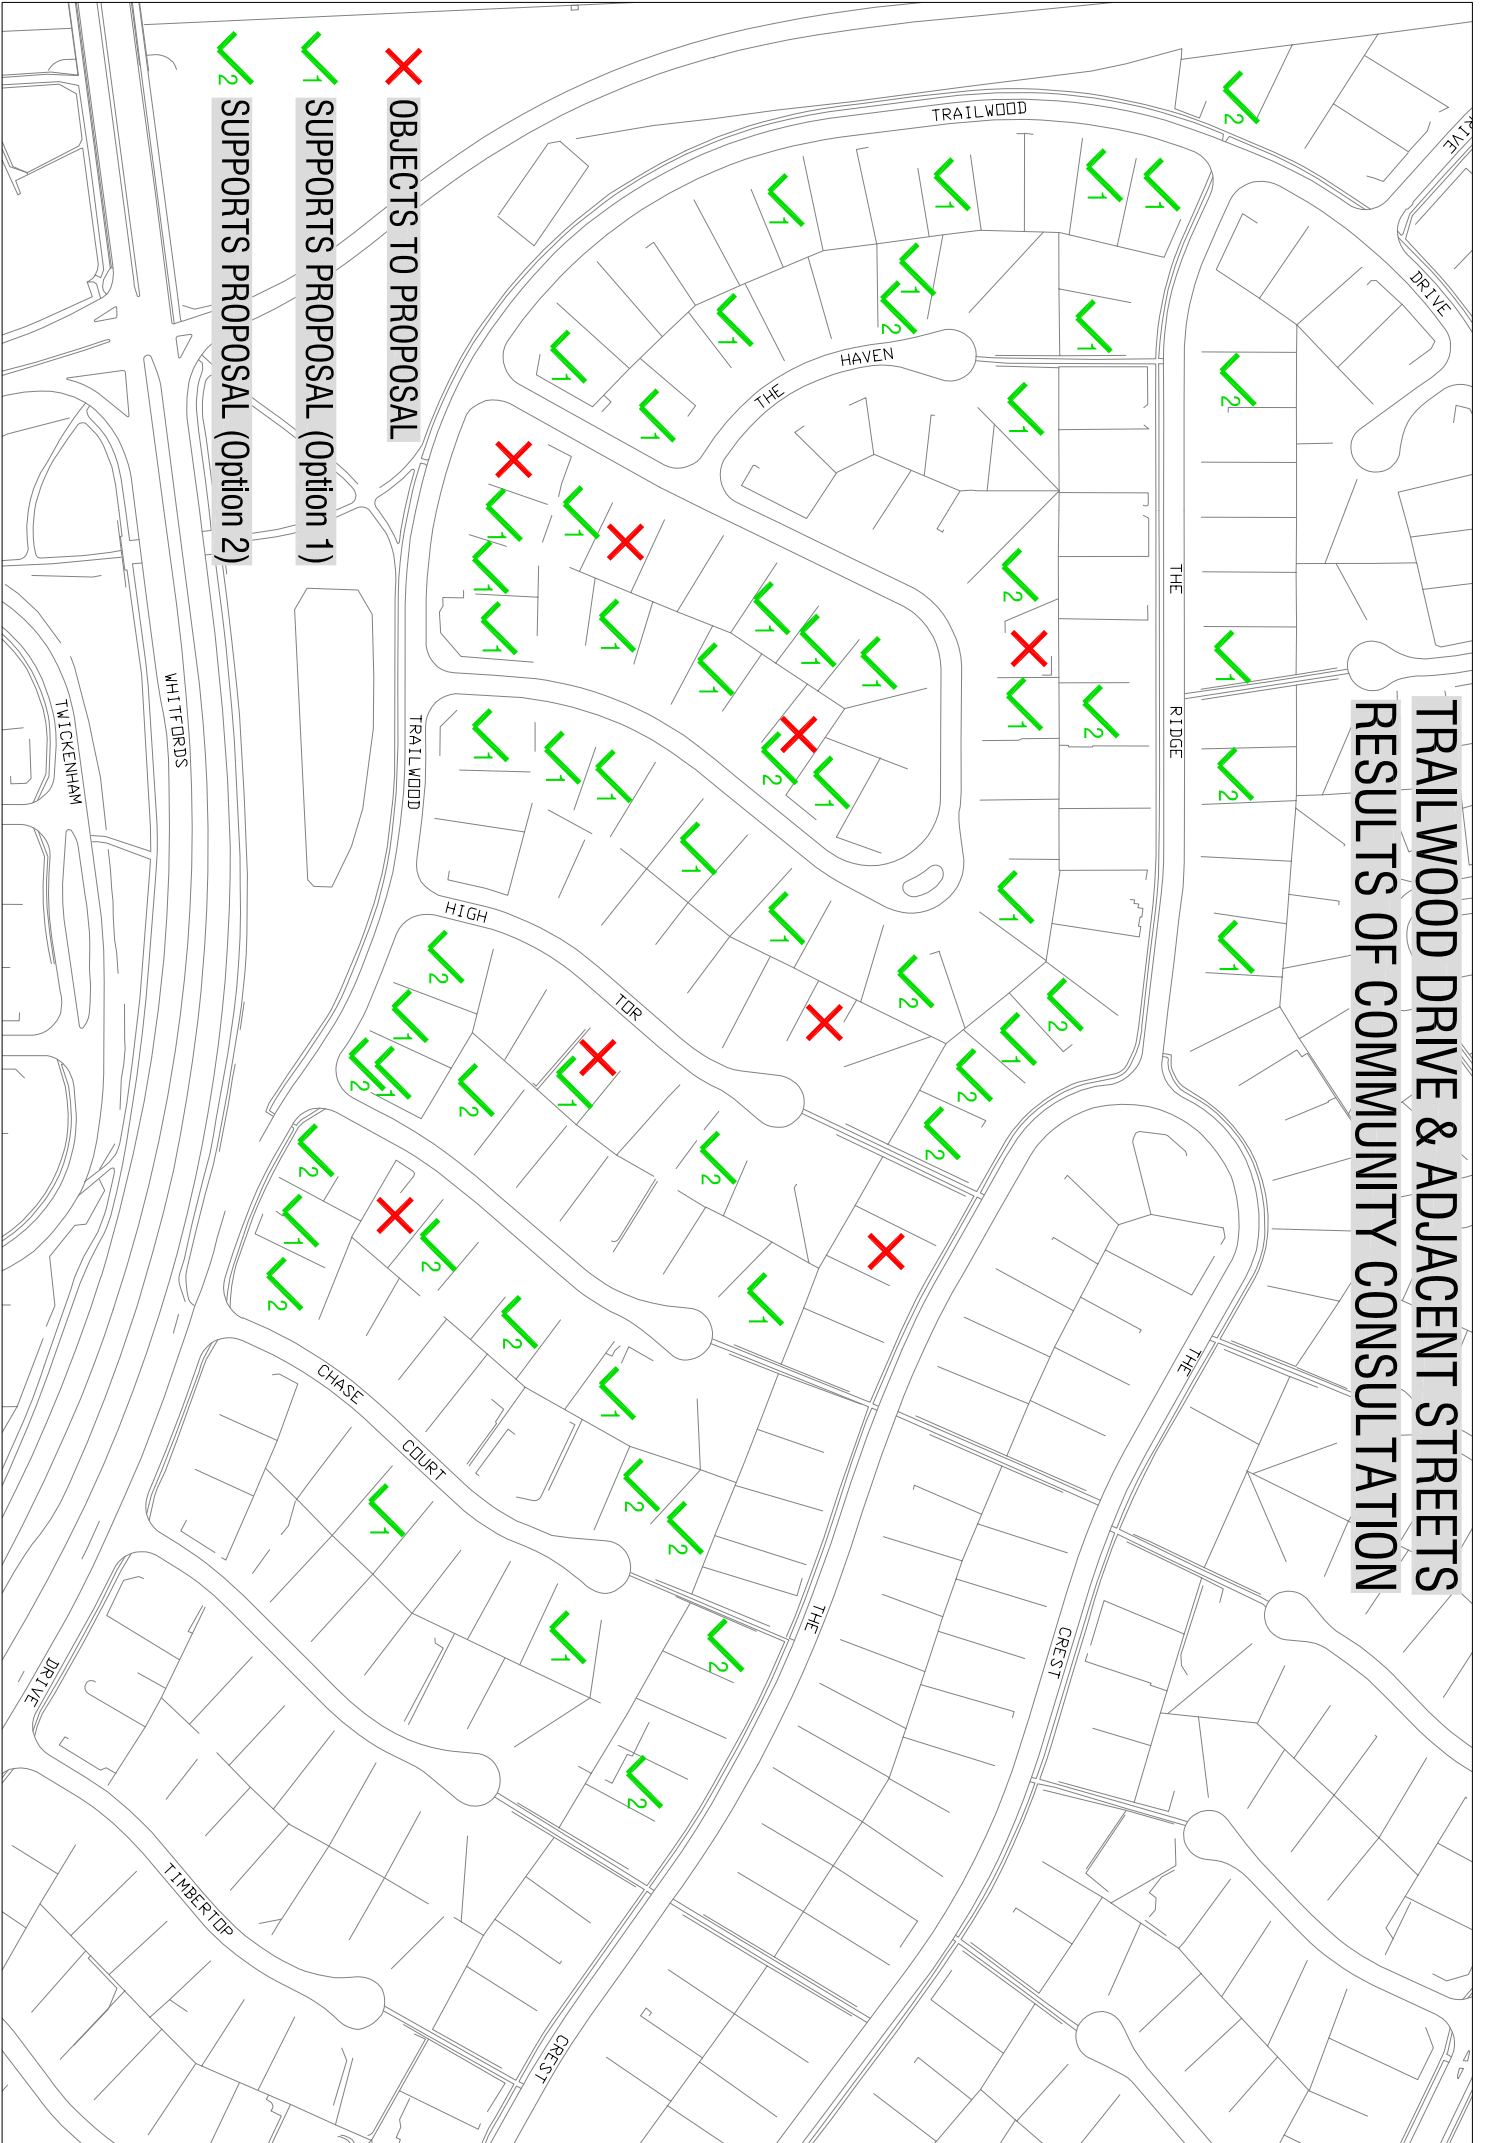 TRAILWOOD DRIVE & ADJACENT STREETS
RESULTS OF COMMUNITY CONSULTATION
OBJECTS TO PROPOSAL
1 SUPPORTS PROPOSAL (Option 1)
2 SUPPORTS PROPOSAL (Option 2)
TRAILWOOD
DRIVE
THE
HAVEN
THE
RIDGE
WHITFORDS
TWICKENHAM
TRAILWOOD
HIGH
TOR
THE
CHASE
COURT
THE
CREST
DRIVE
TIMBERTOP
CREST